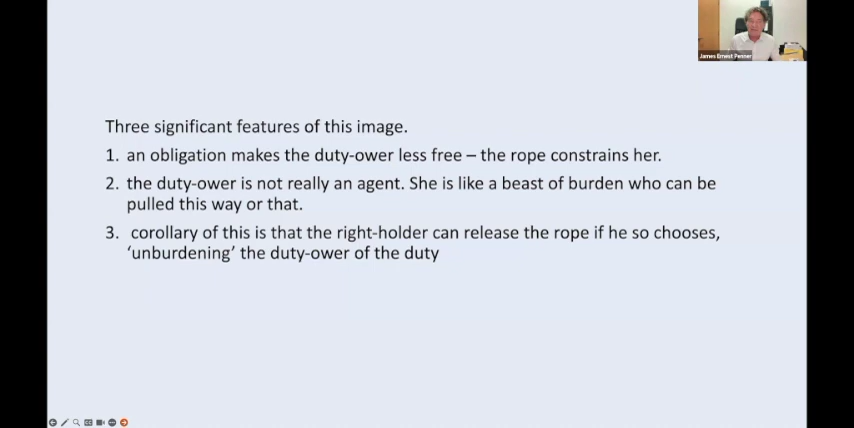 James Ernest Penner
Three significant features of this image.
1. an obligation makes the duty-ower less free – the rope constrains her.
2. the duty-ower is not really an agent. She is like a beast of burden who can be
pulled this way or that.
3. corollary of this is that the right-holder can release the rope if he so chooses,
‘unburdening’ the duty-ower of the duty